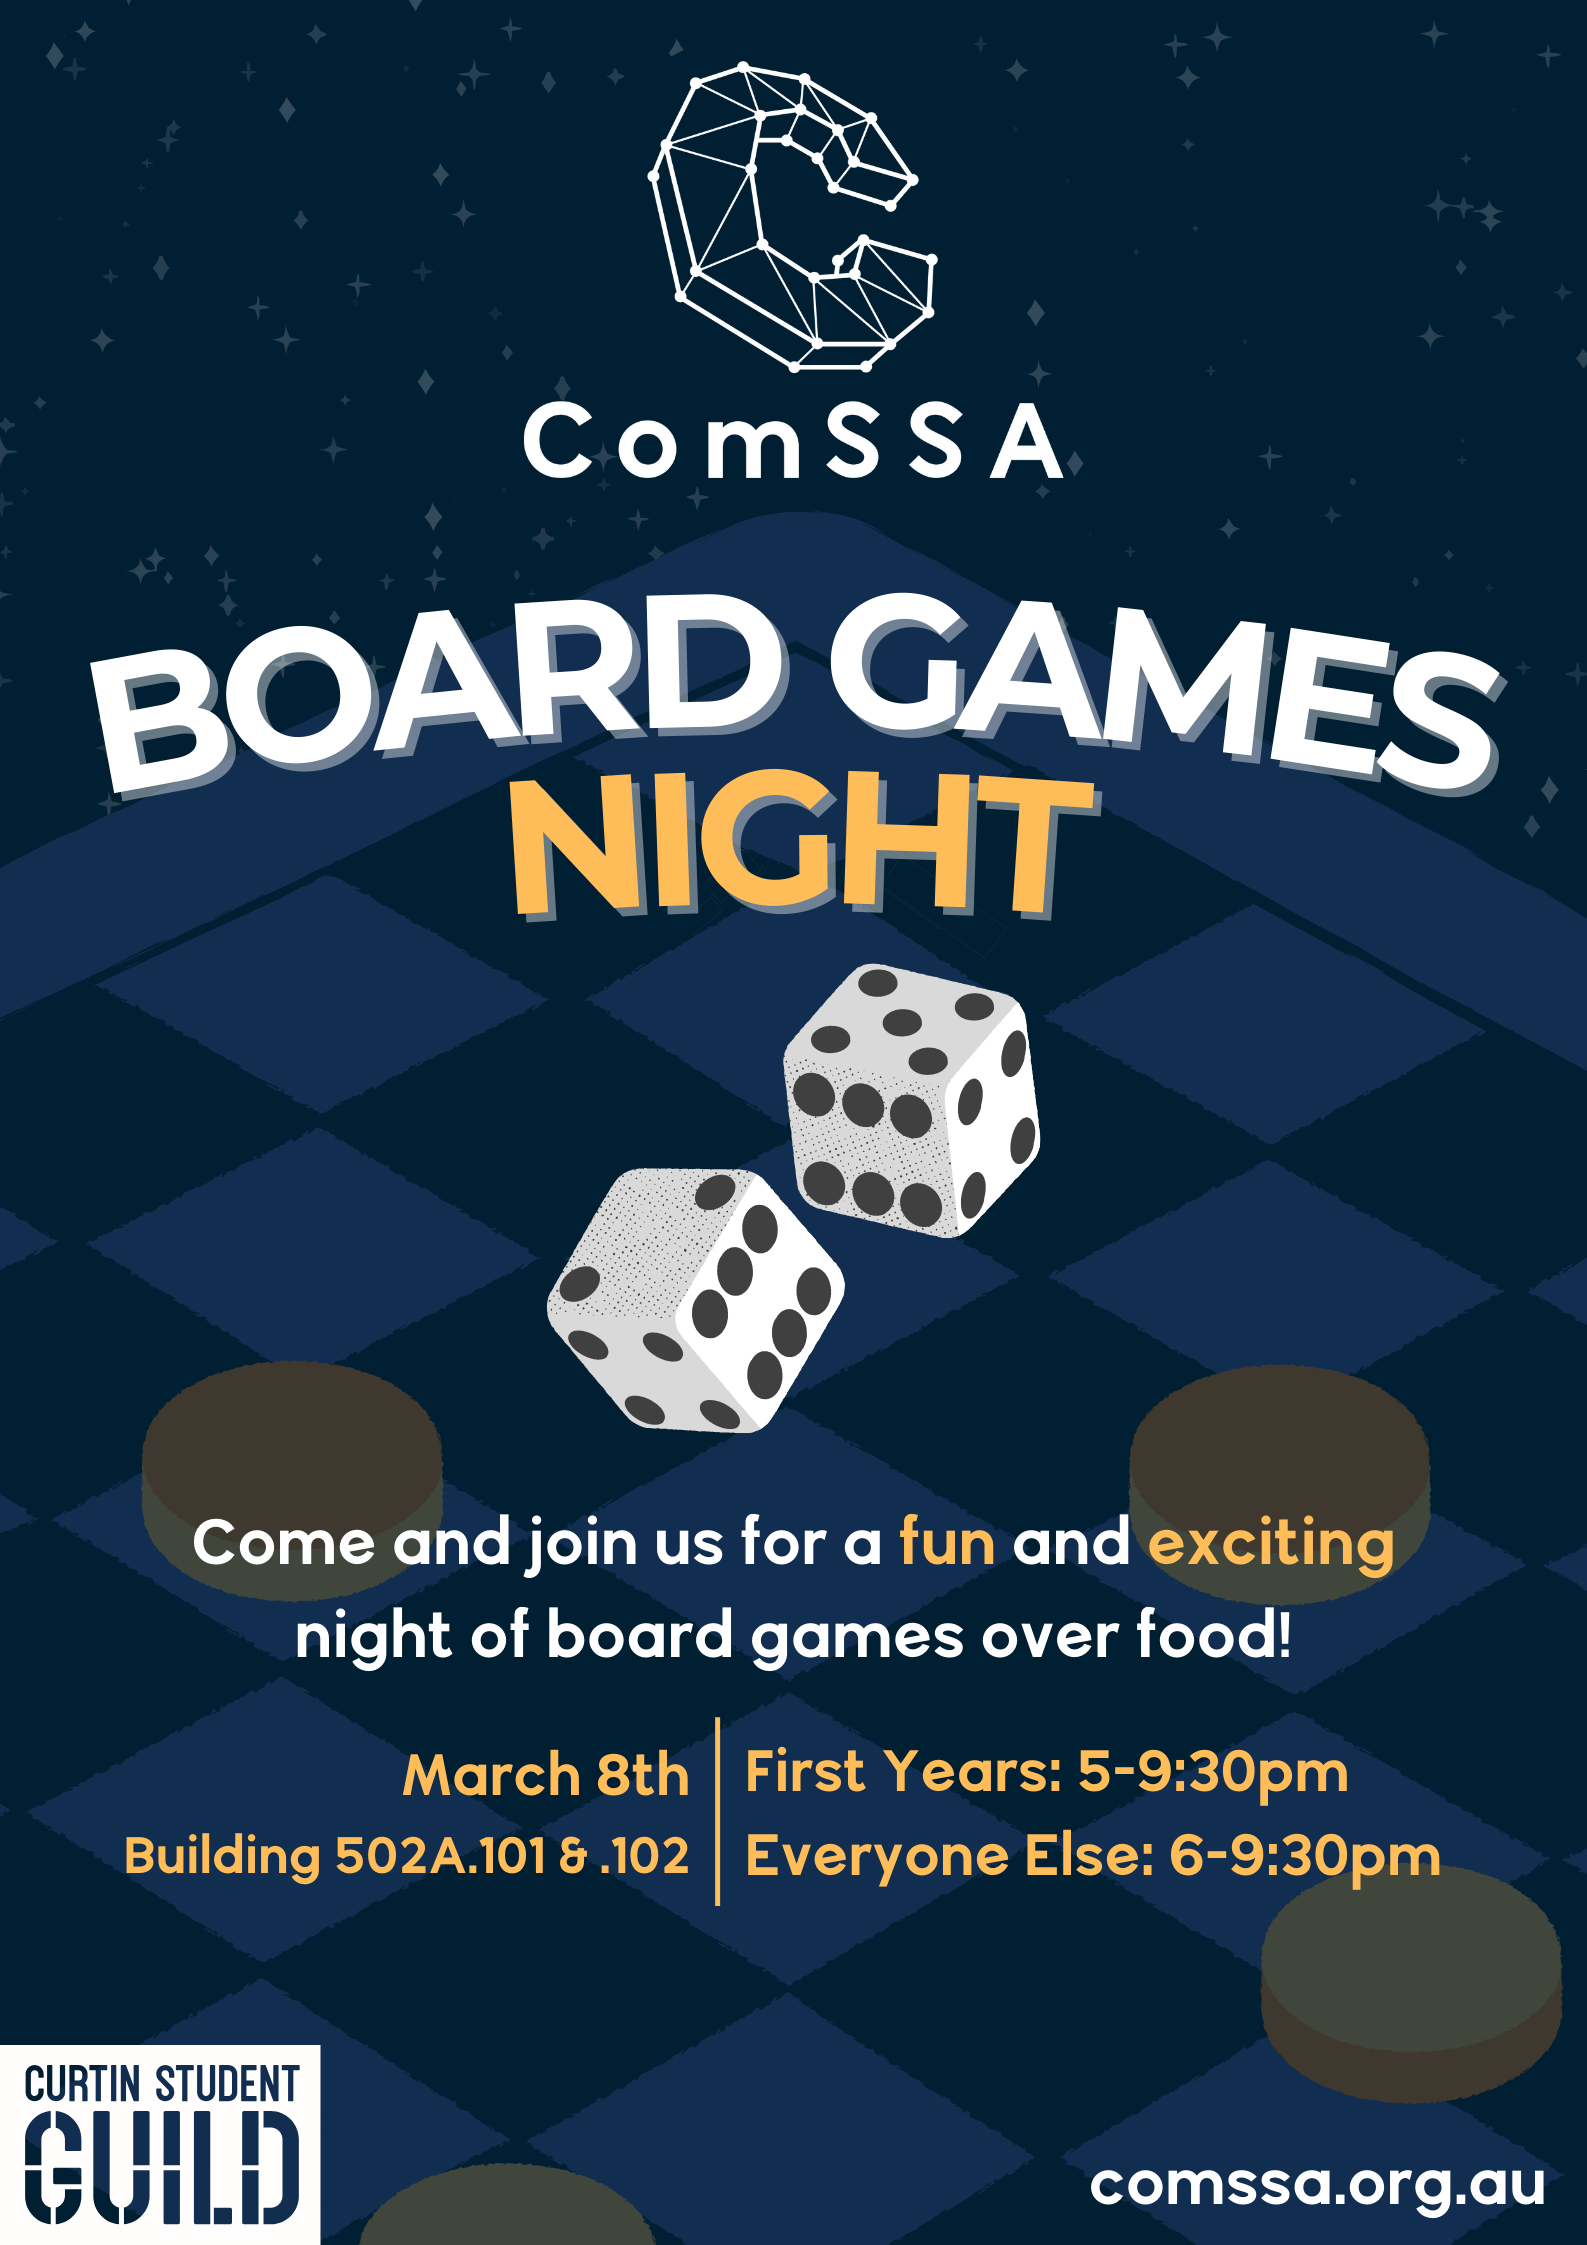 ComSSA
BOARD GAMES
NIGHT
Come and join us for a fun and exciting
night of board games over food!
March 8th
Building 502A.101 & .102
First Years: 5-9:30pm
Everyone Else: 6-9:30pm
CURTIN STUDENT
GUILD
comssa.org.au